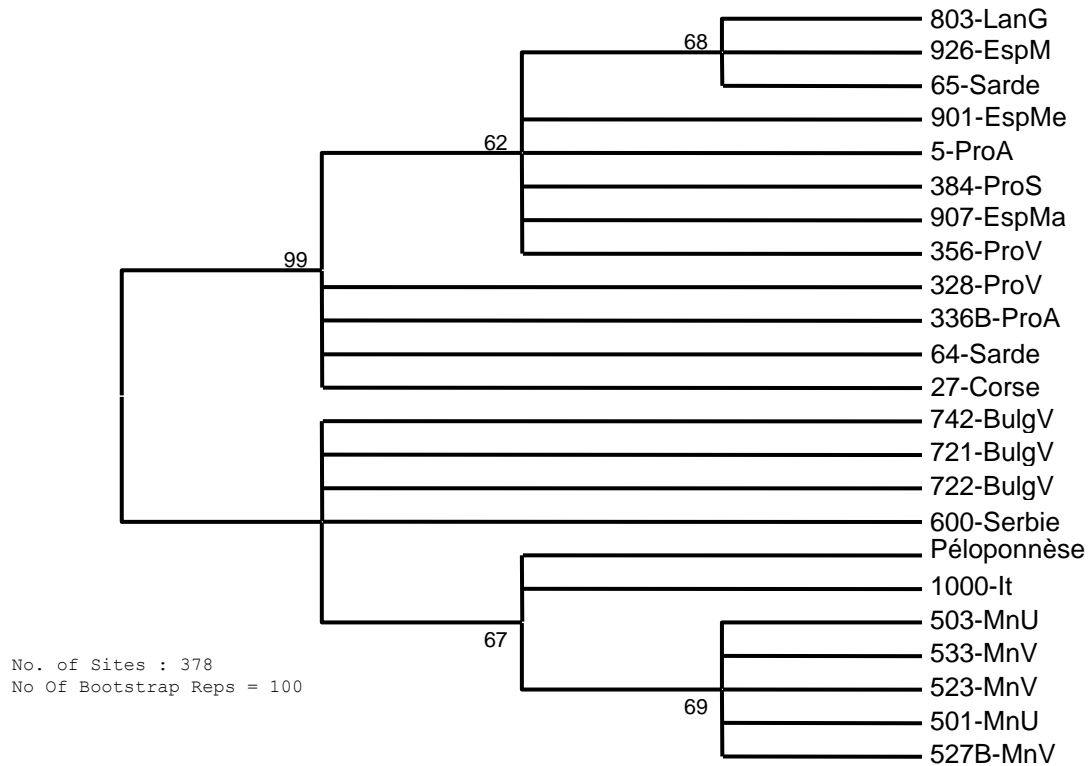 803-LanG
68
926-EspM
65-Sarde
901-EspMe
62
5-ProA
384-ProS
907-EspMa
356-ProV
99
328-ProV
336B-ProA
64-Sarde
27-Corse
742-BulgV
721-BulgV
722-BulgV
600-Serbie
Péloponnèse
1000-It
503-MnU
67
533-MnV
No. of Sites : 378
No Of Bootstrap Reps = 100
523-MnV
69
501-MnU
527B-MnV